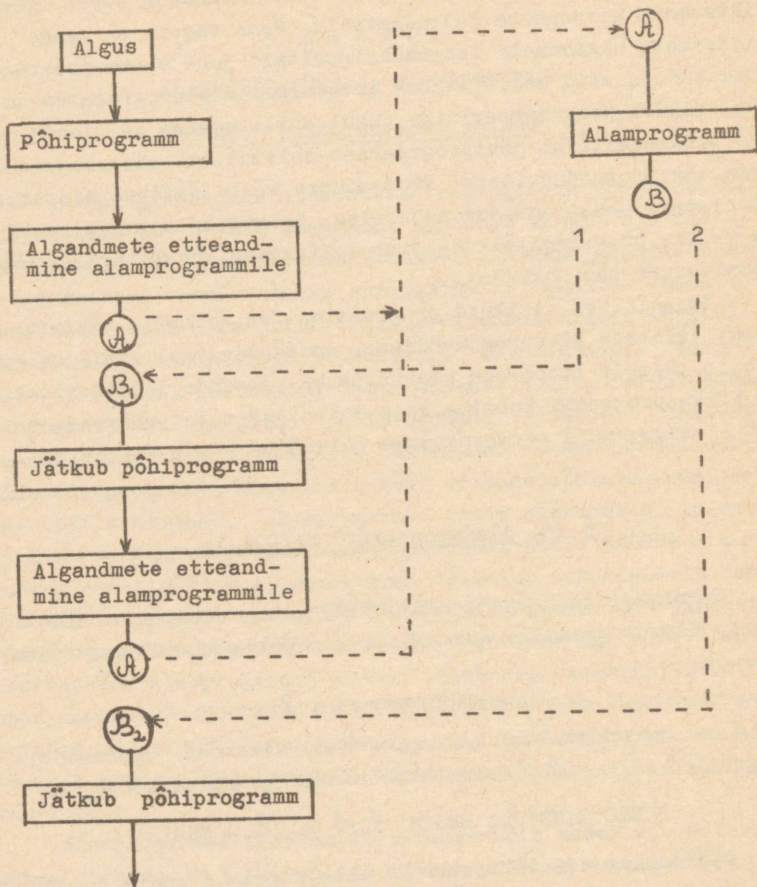 Algus
Põhiprogramm
Algandmete etteand-
mine alamprogrammile
A
B₁
Jätkub põhiprogramm
Algandmete etteand-
mine alamprogrammile
A
B₂
Jätkub põhiprogramm
A
Alamprogramm
B
1 2